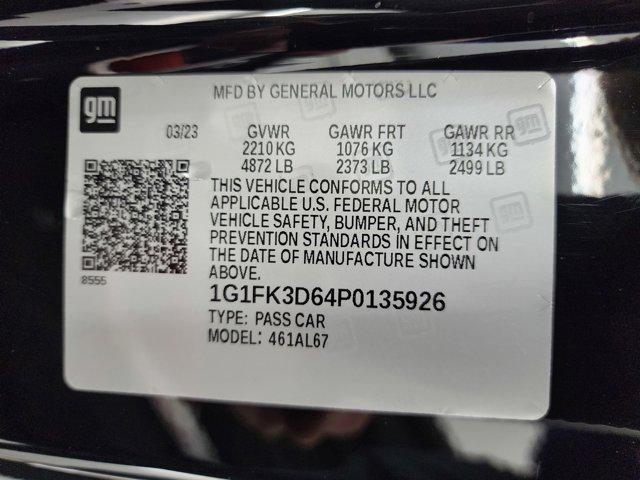 gm
MFD BY GENERAL MOTORS LLC
03/23 GVWR GAWR FRT GAWR RR
2210 KG 1076 KG 1134 KG
4872 LB 2373 LB 2499 LB
THIS VEHICLE CONFORMS TO ALL
APPLICABLE U.S. FEDERAL MOTOR
VEHICLE SAFETY, BUMPER, AND THEFT
PREVENTION STANDARDS IN EFFECT ON
THE DATE OF MANUFACTURE SHOWN
ABOVE.
8555
1G1FK3D64P0135926
TYPE: PASS CAR
MODEL: 461AL67